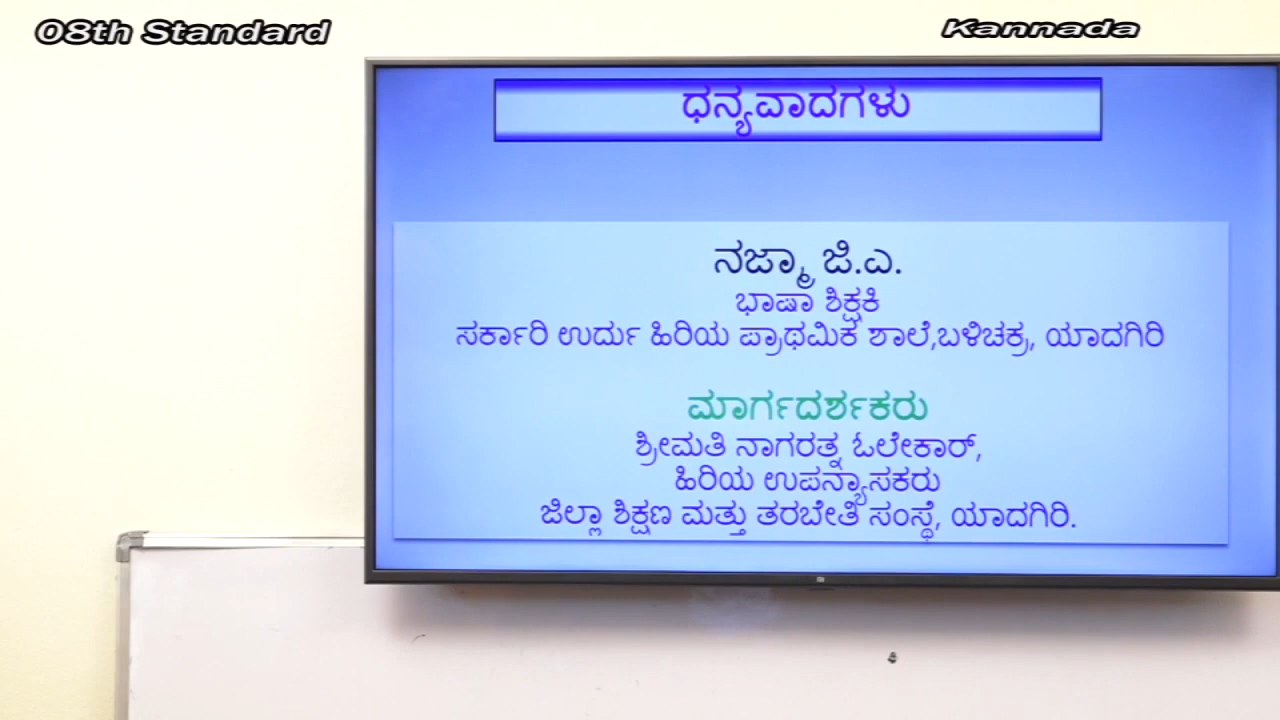 08th Standard
Kannada
ಧನ್ಯವಾದಗಳು
ನಜ್ಮಾ ಜಿ.ಎ.
ಭಾಷಾ ಶಿಕ್ಷಕಿ
ಸರ್ಕಾರಿ ಉರ್ದು ಹಿರಿಯ ಪ್ರಾಥಮಿಕ ಶಾಲೆ,ಬಳಿಚಕ್ರ, ಯಾದಗಿರಿ
ಮಾರ್ಗದರ್ಶಕರು
ಶ್ರೀಮತಿ ನಾಗರತ್ನ ಓಲೇಕಾರ್,
ಹಿರಿಯ ಉಪನ್ಯಾಸಕರು
ಜಿಲ್ಲಾ ಶಿಕ್ಷಣ ಮತ್ತು ತರಬೇತಿ ಸಂಸ್ಥೆ, ಯಾದಗಿರಿ.